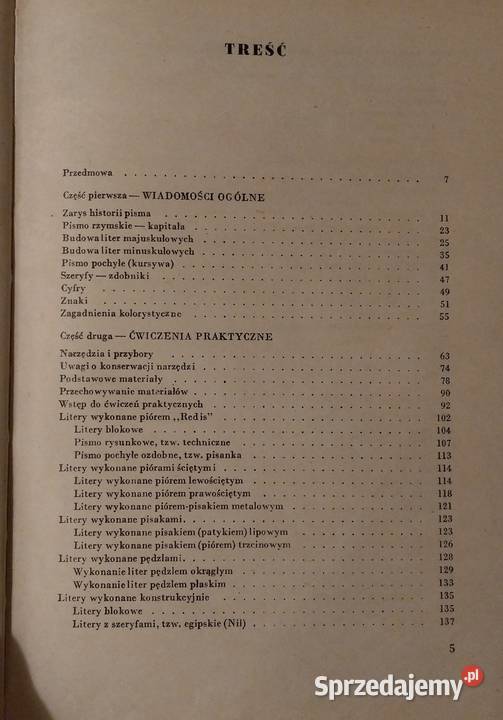 TREŚĆ
Przedmowa . . . . . . . . . . . . . . . . . . . . 7
Część pierwsza — WIADOMOŚCI OGÓLNE
Zarys historii pisma . . . . . . . . . . . . . . . . . 11
Pismo rzymskie — kapitała . . . . . . . . . . . . . . . 23
Budowa liter majuskułowych . . . . . . . . . . . . . . 25
Budowa liter minuskułowych . . . . . . . . . . . . . . 35
Pismo pochyłe (kursywa) . . . . . . . . . . . . . . . 41
Szeryfy — zdobniki . . . . . . . . . . . . . . . . . 47
Cyfry . . . . . . . . . . . . . . . . . . . . . 49
Znaki . . . . . . . . . . . . . . . . . . . . . 51
Zagadnienia kolorystyczne . . . . . . . . . . . . . . . 55
Część druga — ĆWICZENIA PRAKTYCZNE
Narzędzia i przybory . . . . . . . . . . . . . . . . 63
Uwagi o konserwacji narzędzi . . . . . . . . . . . . . 74
Podstawowe materiały . . . . . . . . . . . . . . . . 78
Przechowywanie materiałów . . . . . . . . . . . . . . 90
Wstęp do ćwiczeń praktycznych . . . . . . . . . . . . . 92
Litery wykonane piórem „Redis" . . . . . . . . . . . . . 102
Litery blokowe . . . . . . . . . . . . . . . . . 104
Pismo rysunkowe, tzw. techniczne . . . . . . . . . . . 107
Pismo pochyłe ozdobne, tzw. pisanka . . . . . . . . . . 113
Litery wykonane piórami ściętymi . . . . . . . . . . . . 114
Litery wykonane piórem lewościętym . . . . . . . . . . 114
Litery wykonane piórem prawościętym . . . . . . . . . . 118
Litery wykonane piórem-pisakiem metalowym . . . . . . . . 121
Litery wykonane pisakami . . . . . . . . . . . . . . . 123
Litery wykonane pisakiem (patykiem) lipowym . . . . . . . 123
Litery wykonane pisakiem (piórem) trzcinowym . . . . . . . 126
Litery wykonane pędzlami . . . . . . . . . . . . . . . 128
Wykonanie liter pędzlem okrągłym . . . . . . . . . . . 129
Wykonanie liter pędzlem płaskim . . . . . . . . . . . 133
Litery wykonane konstrukcyjnie . . . . . . . . . . . . . 135
Litery blokowe . . . . . . . . . . . . . . . . . 135
Litery z szeryfami, tzw. egipskie (Nil) . . . . . . . . . . 137
5
Sprzedajemy.pl